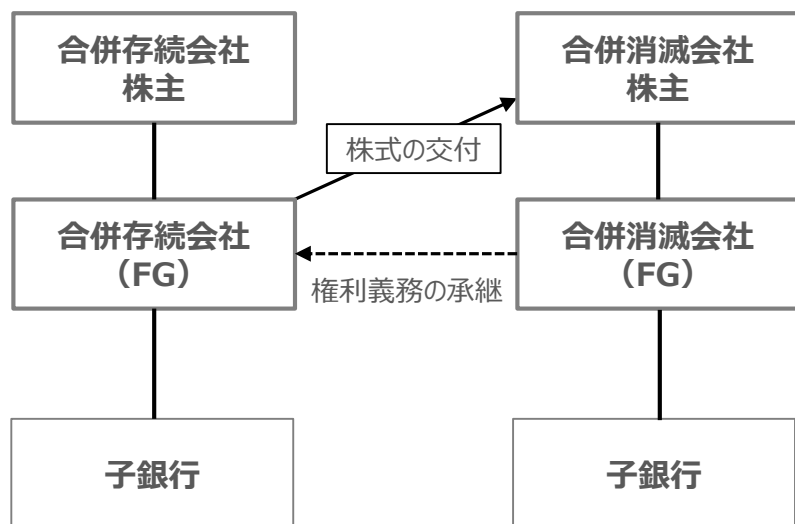 合併存続会社
株主
合併消滅会社
株主
株式の交付
合併存続会社
（FG）
合併消滅会社
（FG）
権利義務の承継
子銀行
子銀行